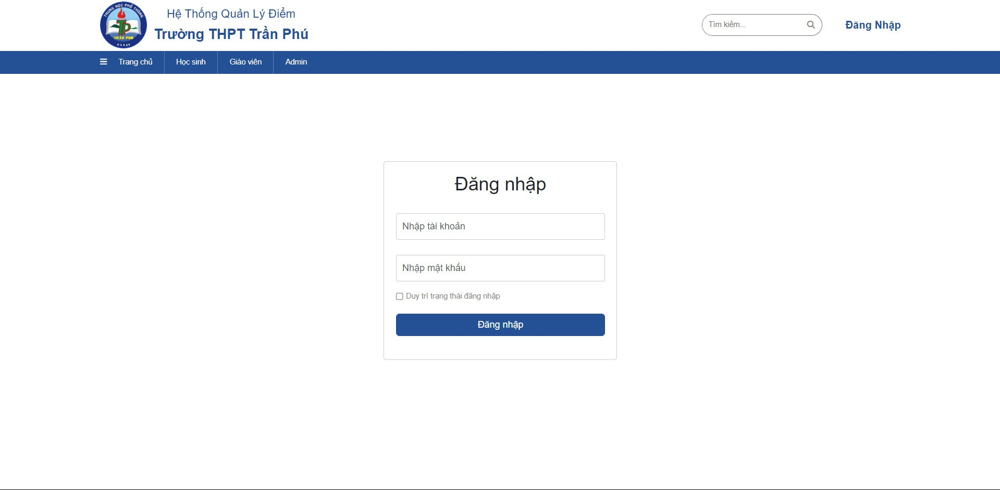 TRUNG HỌC PHỔ THÔNG
TP
TRẦN PHÚ
ĐÀ LẠT
Hệ Thống Quản Lý Điểm
Trường THPT Trần Phú
Tìm kiếm...
Đăng Nhập
Trang chủ
Học sinh
Giáo viên
Admin
Đăng nhập
Nhập tài khoản
Nhập mật khẩu
Duy trì trạng thái đăng nhập
Đăng nhập